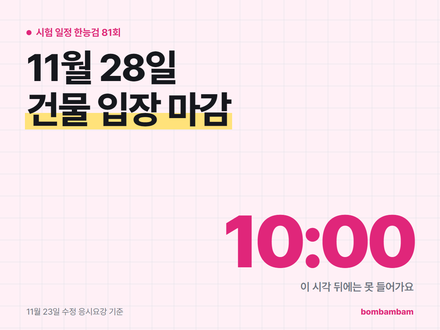 시험 일정 한능검 81회
11월 28일
건물 입장 마감
10:00
이 시각 뒤에는 못 들어가요
11월 23일 수정 응시요강 기준
bombambam